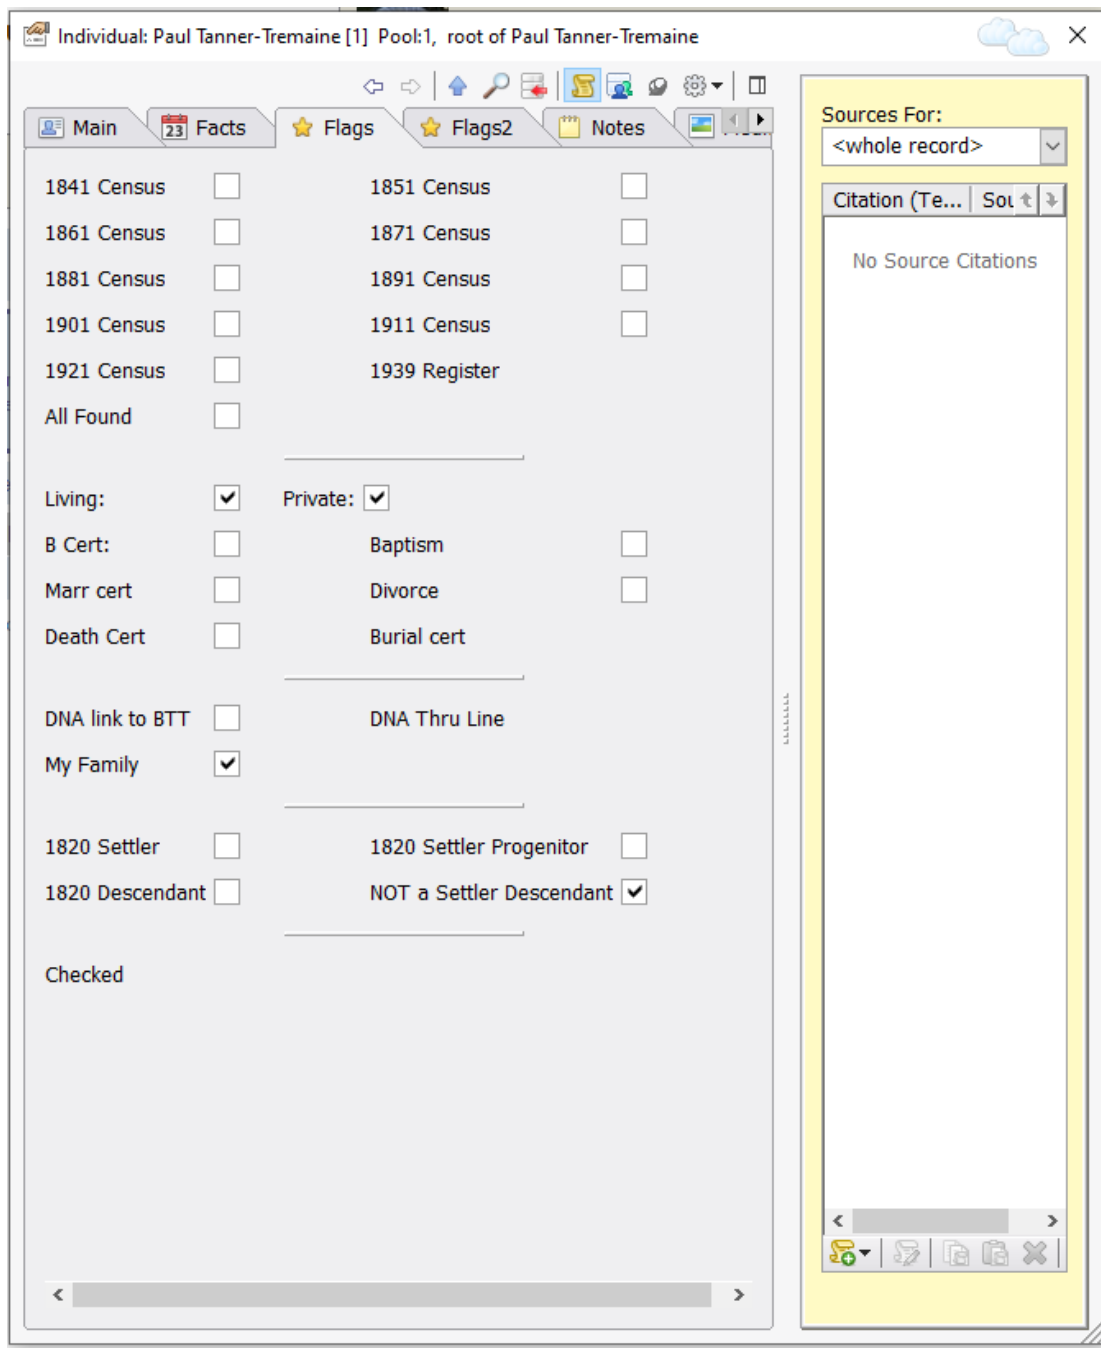 Individual: Paul Tanner-Tremaine [1] Pool:1, root of Paul Tanner-Tremaine
Main 23 Facts Flags Flags2 Notes
1841 Census 1851 Census
1861 Census 1871 Census
1881 Census 1891 Census
1901 Census 1911 Census
1921 Census 1939 Register
All Found
Living: Private:
B Cert: Baptism
Marr cert Divorce
Death Cert Burial cert
DNA link to BTT DNA Thru Line
My Family
1820 Settler 1820 Settler Progenitor
1820 Descendant NOT a Settler Descendant
Checked
Sources For:
<whole record>
Citation (Te... Sou
No Source Citations